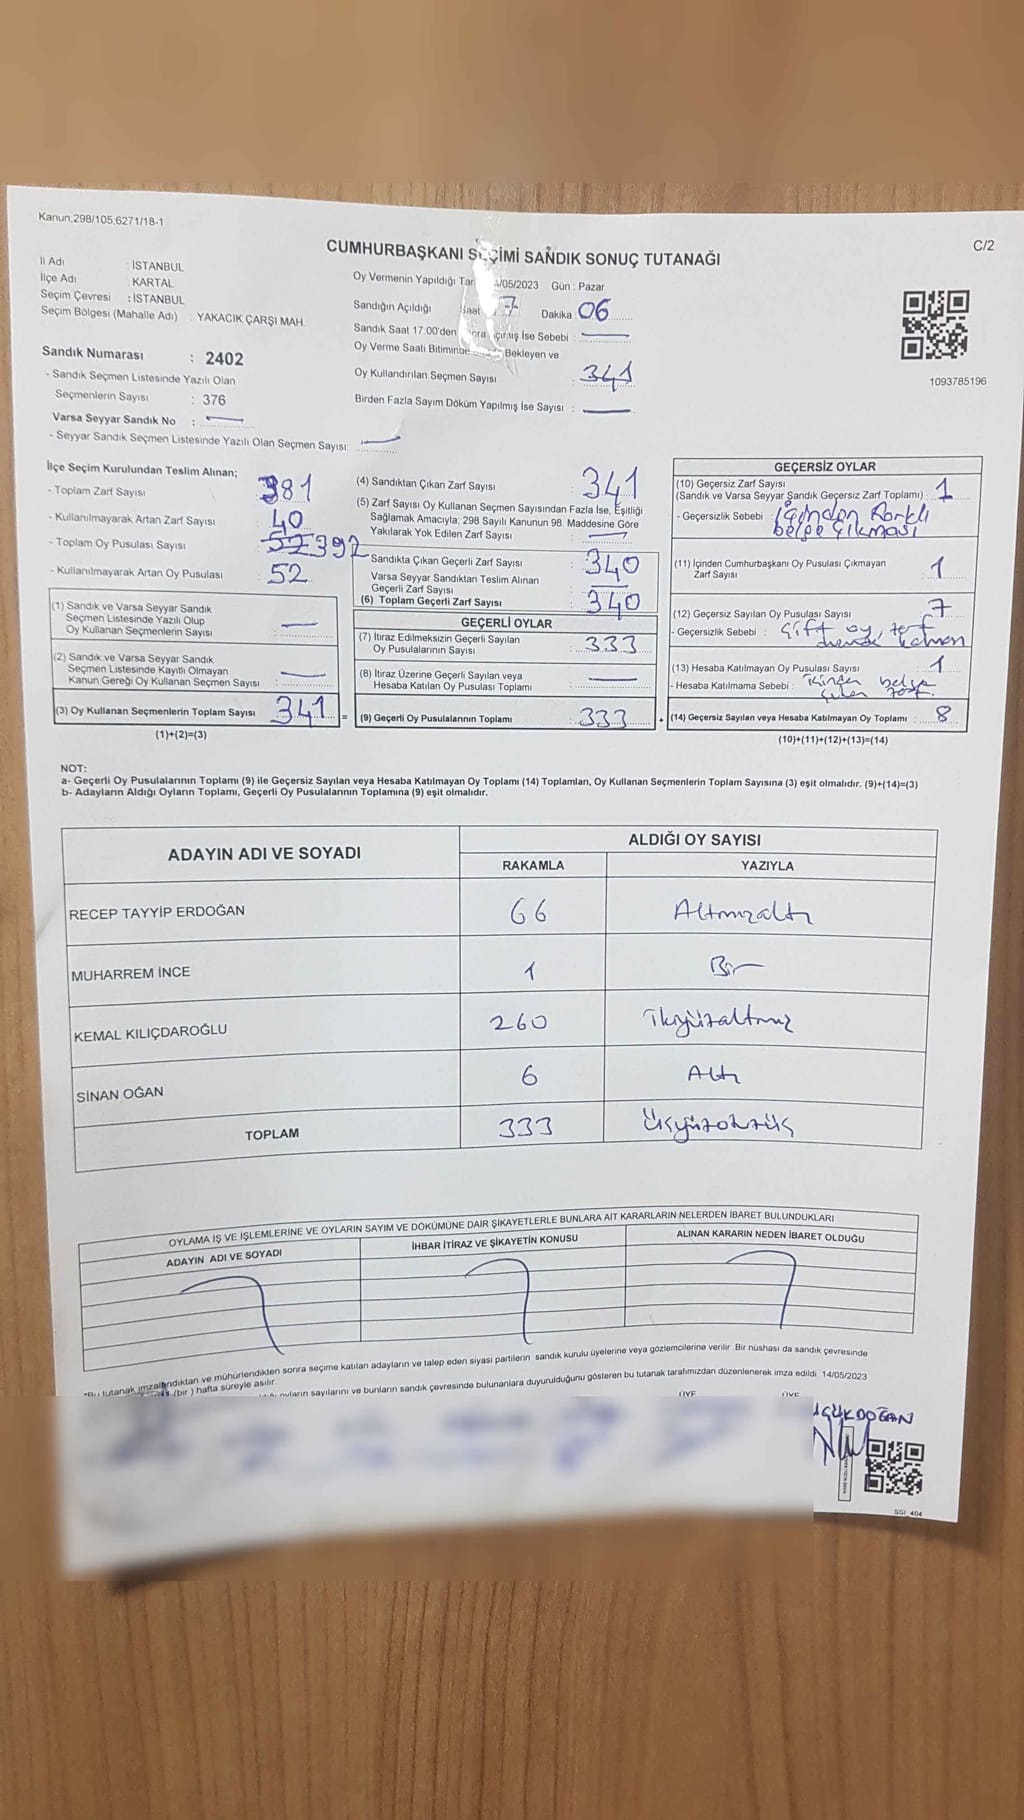 Kanun,298/105,6271/18-1
C/2
CUMHURBAŞKANI SEÇİMİ SANDIK SONUÇ TUTANAĞI
İl Adı : İSTANBUL
İlçe Adı : KARTAL
Seçim Çevresi : İSTANBUL
Seçim Bölgesi (Mahalle Adı) : YAKACIK ÇARŞI MAH.
Sandık Numarası : 2402
- Sandık Seçmen Listesinde Yazılı Olan
Seçmenlerin Sayısı : 376
Varsa Seyyar Sandık No : —
- Seyyar Sandık Seçmen Listesinde Yazılı Olan Seçmen Sayısı: —
Oy Vermenin Yapıldığı Tar /05/2023 Gün : Pazar
Sandığın Açıldığı Saat 7 Dakika : 06
Sandık Saat 17.00'den Açılmış İse Sebebi : —
Oy Verme Saati Bitiminde Bekleyen ve
Oy Kullandırılan Seçmen Sayısı : 341
Birden Fazla Sayım Döküm Yapılmış İse Sayısı : —
1093785196
İlçe Seçim Kurulundan Teslim Alınan;
- Toplam Zarf Sayısı : 381
- Kullanılmayarak Artan Zarf Sayısı : 40
- Toplam Oy Pusulası Sayısı : 392
- Kullanılmayarak Artan Oy Pusulası : 52
(1) Sandık ve Varsa Seyyar Sandık
Seçmen Listesinde Yazılı Olup
Oy Kullanan Seçmenlerin Sayısı : —
(2) Sandık ve Varsa Seyyar Sandık
Seçmen Listesinde Kayıtlı Olmayan
Kanun Gereği Oy Kullanan Seçmen Sayısı : —
(3) Oy Kullanan Seçmenlerin Toplam Sayısı : 341 =
(1)+(2)=(3)
(4) Sandıktan Çıkan Zarf Sayısı : 341
(5) Zarf Sayısı Oy Kullanan Seçmen Sayısından Fazla İse, Eşitliği
Sağlamak Amacıyla; 298 Sayılı Kanunun 98. Maddesine Göre
Yakılarak Yok Edilen Zarf Sayısı : —
Sandıkta Çıkan Geçerli Zarf Sayısı : 340
Varsa Seyyar Sandıktan Teslim Alınan
Geçerli Zarf Sayısı : —
(6) Toplam Geçerli Zarf Sayısı : 340
GEÇERLİ OYLAR
(7) İtiraz Edilmeksizin Geçerli Sayılan
Oy Pusulalarının Sayısı : 333
(8) İtiraz Üzerine Geçerli Sayılan veya
Hesaba Katılan Oy Pusulası Toplamı : —
(9) Geçerli Oy Pusulalarının Toplamı : 333 +
GEÇERSİZ OYLAR
(10) Geçersiz Zarf Sayısı
(Sandık ve Varsa Seyyar Sandık Geçersiz Zarf Toplamı) : 1
- Geçersizlik Sebebi : İçinden Farklı
belge çıkması
(11) İçinden Cumhurbaşkanı Oy Pusulası Çıkmayan
Zarf Sayısı : 1
(12) Geçersiz Sayılan Oy Pusulası Sayısı : 7
- Geçersizlik Sebebi : Çift oy,
(13) Hesaba Katılmayan Oy Pusulası Sayısı : 1
- Hesaba Katılmama Sebebi : içinden belge
çıkan zarf.
(14) Geçersiz Sayılan veya Hesaba Katılmayan Oy Toplamı : 8
(10)+(11)+(12)+(13)=(14)
NOT:
a- Geçerli Oy Pusulalarının Toplamı (9) ile Geçersiz Sayılan veya Hesaba Katılmayan Oy Toplamı (14) Toplamları, Oy Kullanan Seçmenlerin Toplam Sayısına (3) eşit olmalıdır. (9)+(14)=(3)
b- Adayların Aldığı Oyların Toplamı, Geçerli Oy Pusulalarının Toplamına (9) eşit olmalıdır.
ADAYIN ADI VE SOYADI
ALDIĞI OY SAYISI
RAKAMLA YAZIYLA
RECEP TAYYİP ERDOĞAN 66 Altmışaltı
MUHARREM İNCE 1 Bir
KEMAL KILIÇDAROĞLU 260 ikiyüzaltmış
SİNAN OĞAN 6 Altı
TOPLAM 333 Üçyüzotuzüç
OYLAMA İŞ VE İŞLEMLERİNE VE OYLARIN SAYIM VE DÖKÜMÜNE DAİR ŞİKAYETLERLE BUNLARA AİT KARARLARIN NELERDEN İBARET BULUNDUKLARI
ADAYIN ADI VE SOYADI İHBAR İTİRAZ VE ŞİKAYETİN KONUSU ALINAN KARARIN NEDEN İBARET OLDUĞU
*Bu tutanak imzalandıktan ve mühürlendikten sonra seçime katılan adayların ve talep eden siyasi partilerin sandık kurulu üyelerine veya gözlemcilerine verilir. Bir nüshası da sandık çevresinde
(bir) hafta süreyle asılır.
oyların sayılarını ve bunların sandık çevresinde bulunanlara duyurulduğunu gösteren bu tutanak tarafımızdan düzenlenerek imza edildi. 14/05/2023
ÜYE ÜYE
ÜÇÜKDOĞAN
SSI_404